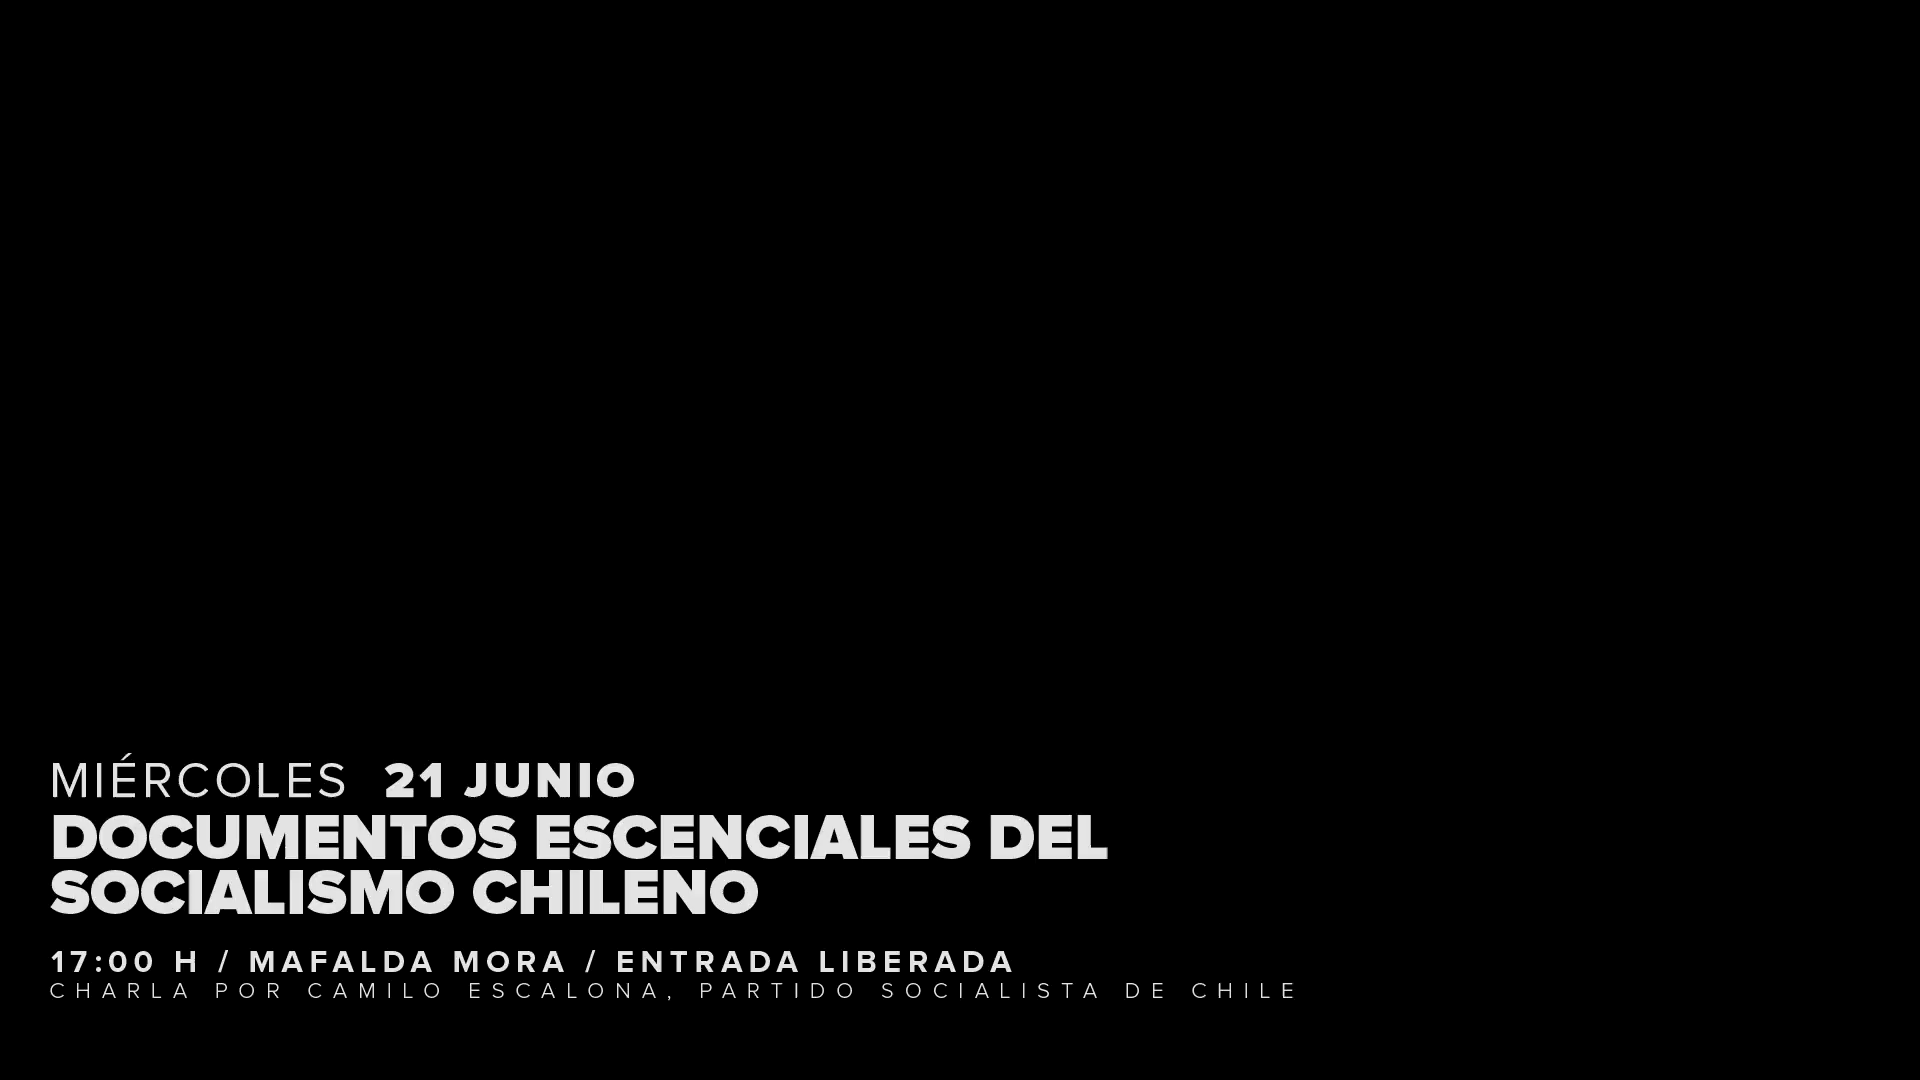 MIÉRCOLES 21 JUNIO
DOCUMENTOS ESCENCIALES DEL
SOCIALISMO CHILENO
17:00 H / MAFALDA MORA / ENTRADA LIBERADA
CHARLA POR CAMILO ESCALONA, PARTIDO SOCIALISTA DE CHILE